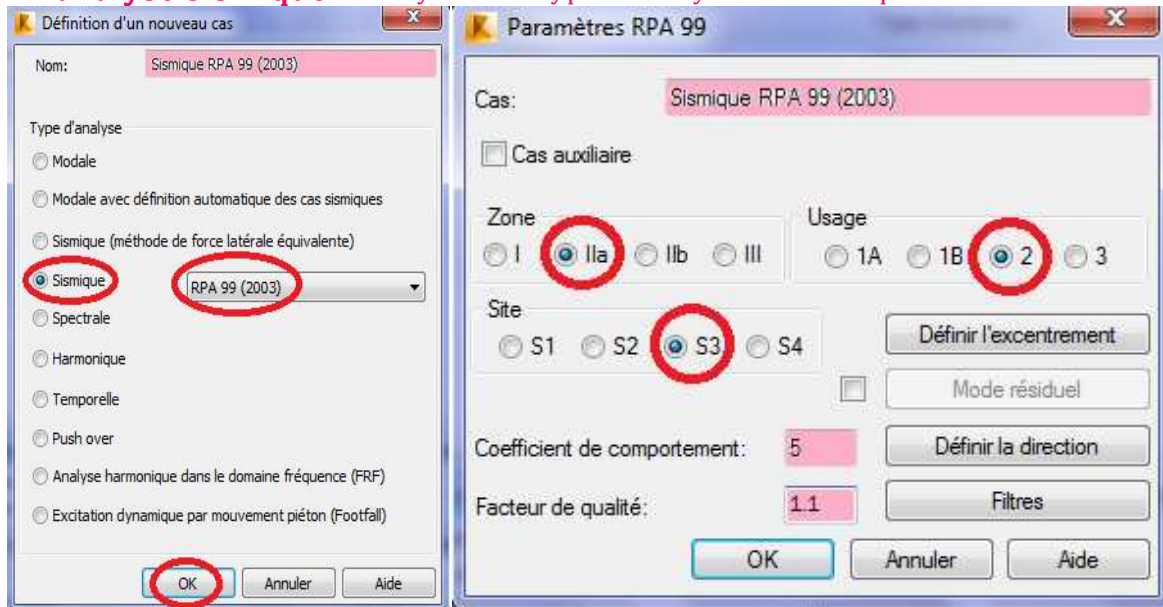 Définition d'un nouveau cas
Nom: Sismique RPA 99 (2003)
Type d'analyse
Modale
Modale avec définition automatique des cas sismiques
Sismique (méthode de force latérale équivalente)
Sismique RPA 99 (2003)
Spectrale
Harmonique
Temporelle
Push over
Analyse harmonique dans le domaine fréquence (FRF)
Excitation dynamique par mouvement piéton (Footfall)
OK Annuler Aide
Paramètres RPA 99
Cas: Sismique RPA 99 (2003)
Cas auxiliaire
Zone Usage
I IIa IIb III 1A 1B 2 3
Site
S1 S2 S3 S4 Définir l'excentrement
Mode résiduel
Coefficient de comportement: 5 Définir la direction
Facteur de qualité: 1.1 Filtres
OK Annuler Aide